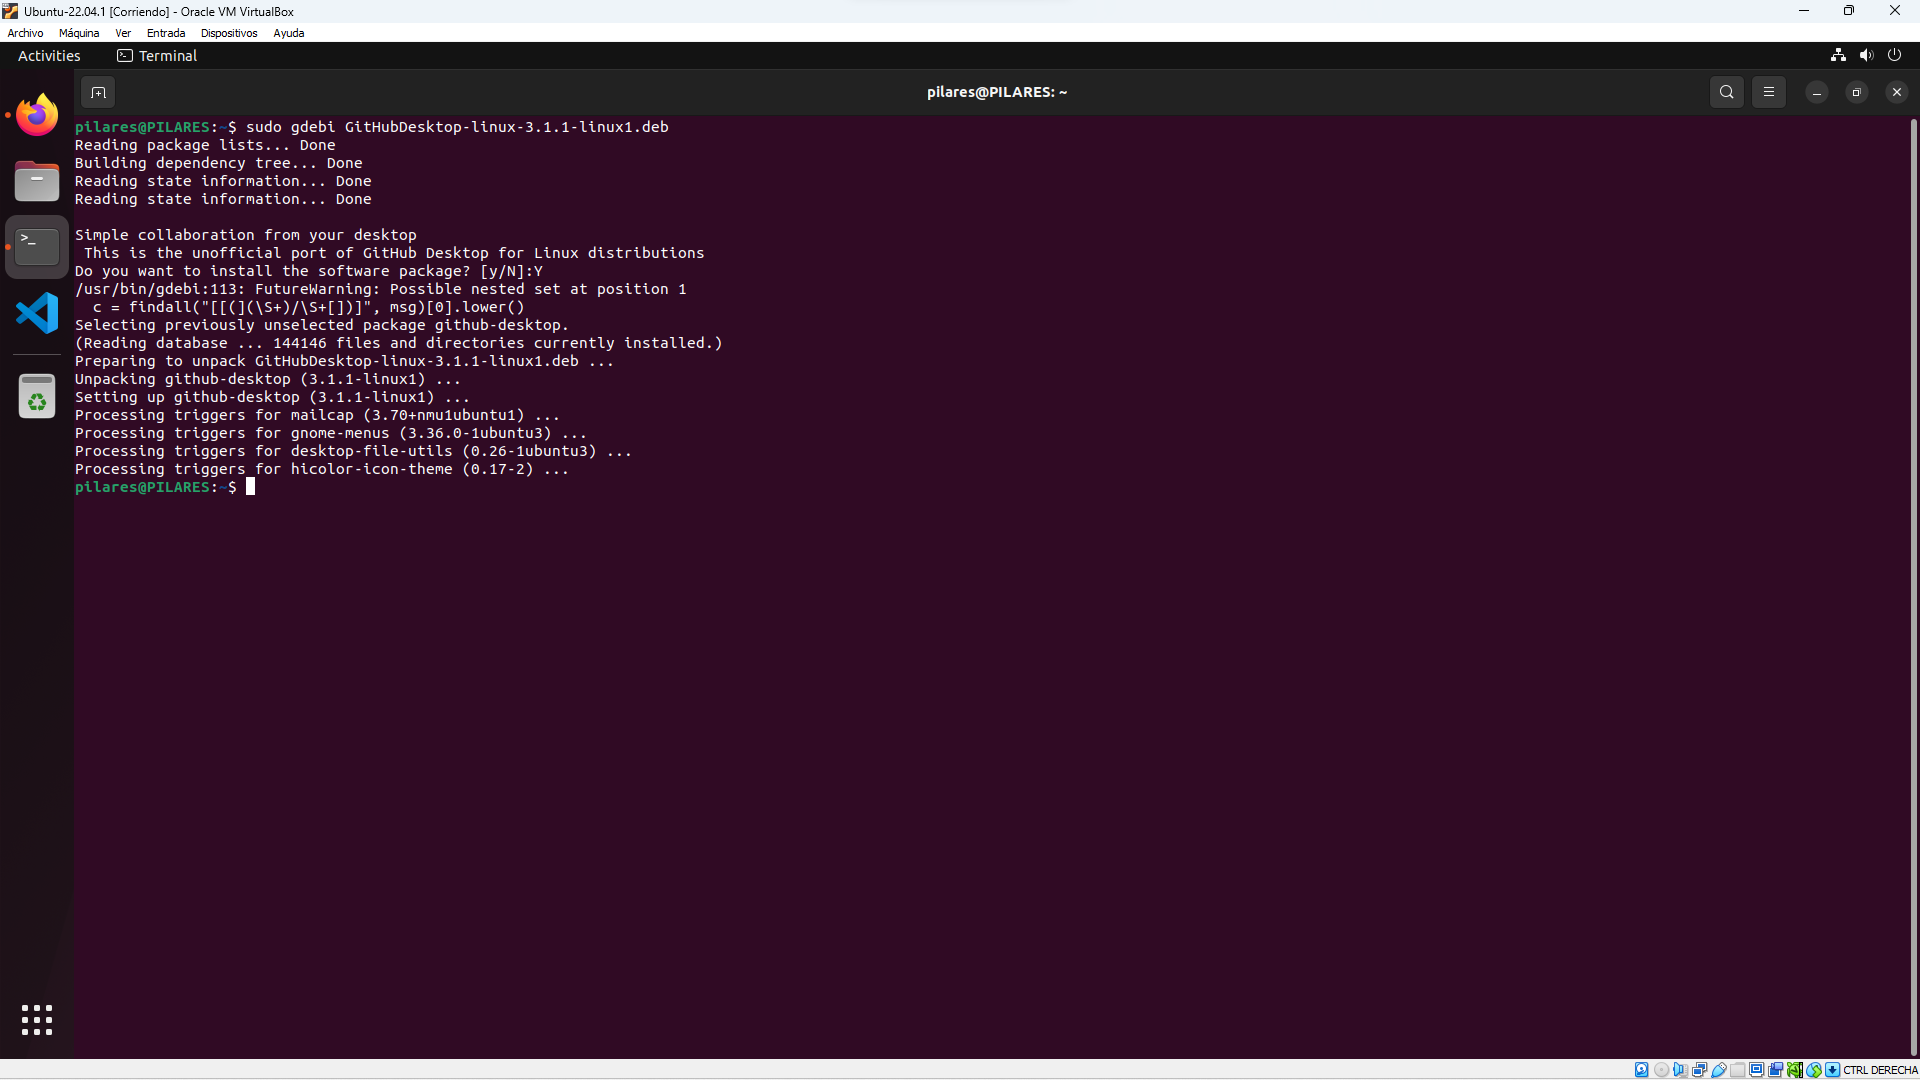 Ubuntu-22.04.1 [Corriendo] - Oracle VM VirtualBox
Archivo Máquina Ver Entrada Dispositivos Ayuda
Activities Terminal
pilares@PILARES: ~
pilares@PILARES:~$ sudo gdebi GitHubDesktop-linux-3.1.1-linux1.deb
Reading package lists... Done
Building dependency tree... Done
Reading state information... Done
Reading state information... Done
Simple collaboration from your desktop
 This is the unofficial port of GitHub Desktop for Linux distributions
Do you want to install the software package? [y/N]:Y
/usr/bin/gdebi:113: FutureWarning: Possible nested set at position 1
  c = findall("[[(](\S+)/\S+[])]", msg)[0].lower()
Selecting previously unselected package github-desktop.
(Reading database ... 144146 files and directories currently installed.)
Preparing to unpack GitHubDesktop-linux-3.1.1-linux1.deb ...
Unpacking github-desktop (3.1.1-linux1) ...
Setting up github-desktop (3.1.1-linux1) ...
Processing triggers for mailcap (3.70+nmu1ubuntu1) ...
Processing triggers for gnome-menus (3.36.0-1ubuntu3) ...
Processing triggers for desktop-file-utils (0.26-1ubuntu3) ...
Processing triggers for hicolor-icon-theme (0.17-2) ...
pilares@PILARES:~$
CTRL DERECHA